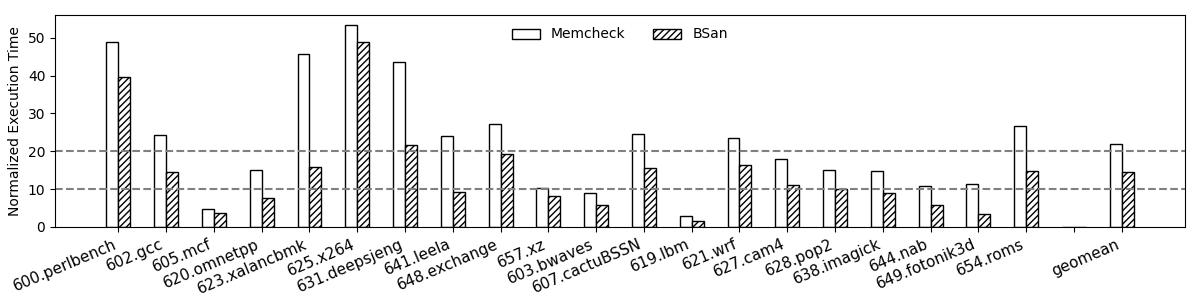 Normalized Execution Time
50
40
30
20
10
0
Memcheck
BSan
600.perlbench
602.gcc
605.mcf
620.omnetpp
623.xalancbmk
625.x264
631.deepsjeng
641.leela
648.exchange
657.xz
603.bwaves
607.cactuBSSN
619.lbm
621.wrf
627.cam4
628.pop2
638.imagick
644.nab
649.fotonik3d
654.roms
geomean